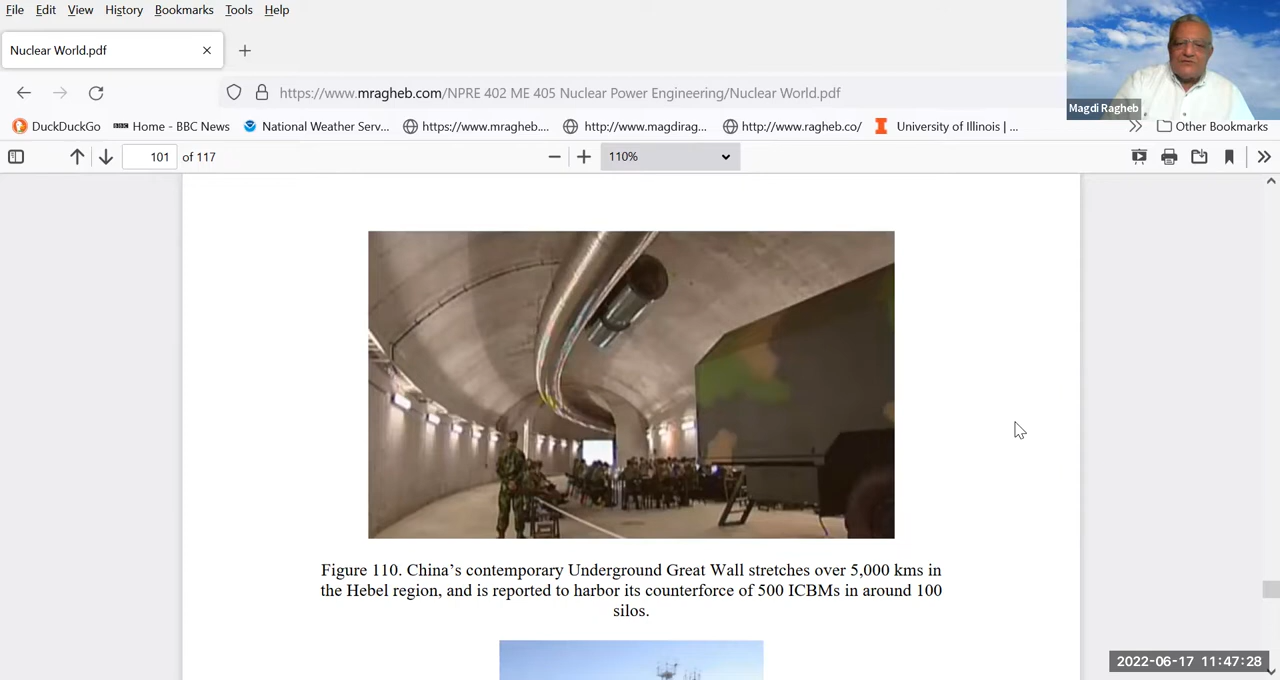 File Edit View History Bookmarks Tools Help
Nuclear World.pdf
https://www.mragheb.com/NPRE 402 ME 405 Nuclear Power Engineering/Nuclear World.pdf
Magdi Ragheb
DuckDuckGo BBC Home - BBC News National Weather Serv... https://www.mragheb.... http://www.magdirag... http://www.ragheb.co/ University of Illinois | ... Other Bookmarks
101 of 117 110%
Figure 110. China's contemporary Underground Great Wall stretches over 5,000 kms in
the Hebel region, and is reported to harbor its counterforce of 500 ICBMs in around 100
silos.
2022-06-17 11:47:28